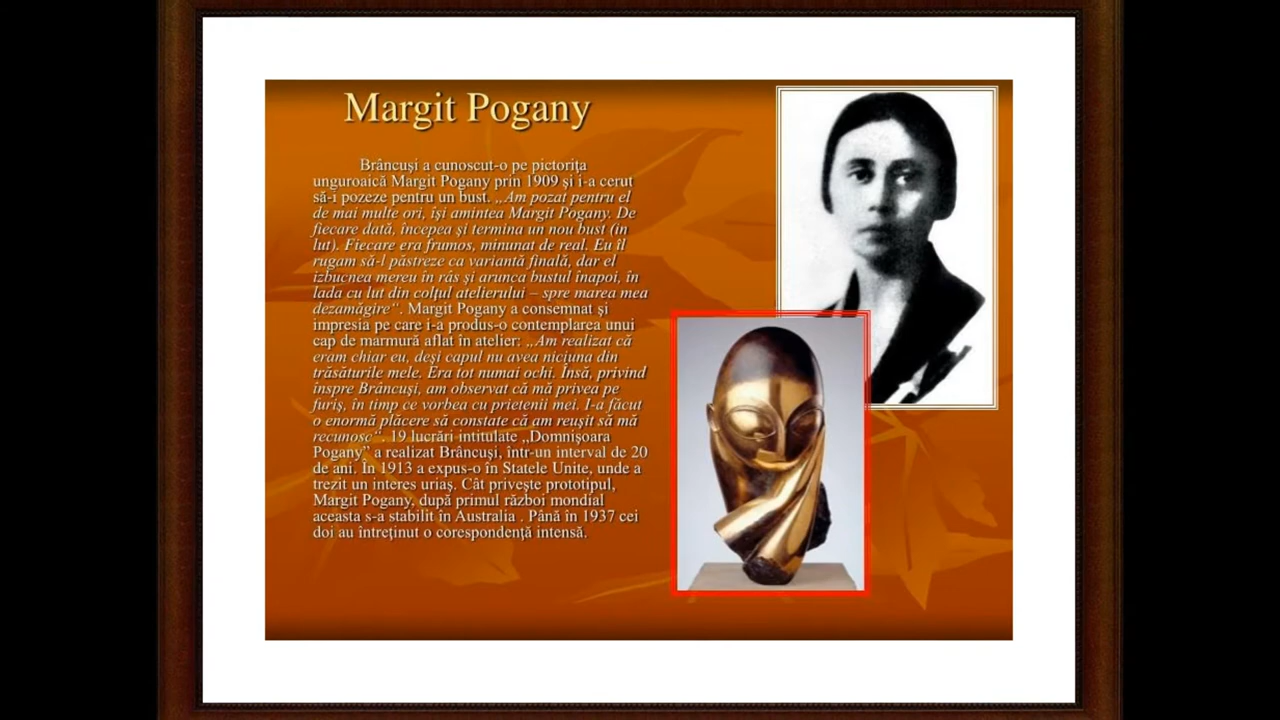 Margit Pogany
Brâncuşi a cunoscut-o pe pictoriţa
unguroaică Margit Pogany prin 1909 şi i-a cerut
să-i pozeze pentru un bust. „Am pozat pentru el
de mai multe ori, îşi amintea Margit Pogany. De
fiecare dată, începea şi termina un nou bust (în
lut). Fiecare era frumos, minunat de real. Eu îl
rugam să-l păstreze ca variantă finală, dar el
izbucnea mereu în râs şi arunca bustul înapoi, în
lada cu lut din colţul atelierului – spre marea mea
dezamăgire“. Margit Pogany a consemnat şi
impresia pe care i-a produs-o contemplarea unui
cap de marmură aflat în atelier: „Am realizat că
eram chiar eu, deşi capul nu avea niciuna din
trăsăturile mele. Era tot numai ochi. Însă, privind
înspre Brâncuşi, am observat că mă privea pe
furiş, în timp ce vorbea cu prietenii mei. I-a făcut
o enormă plăcere să constate că am reuşit să mă
recunosc“. 19 lucrări intitulate „Domnişoara
Pogany” a realizat Brâncuşi, într-un interval de 20
de ani. În 1913 a expus-o în Statele Unite, unde a
trezit un interes uriaş. Cât priveşte prototipul,
Margit Pogany, după primul război mondial
aceasta s-a stabilit în Australia . Până în 1937 cei
doi au întreţinut o corespondenţă intensă.